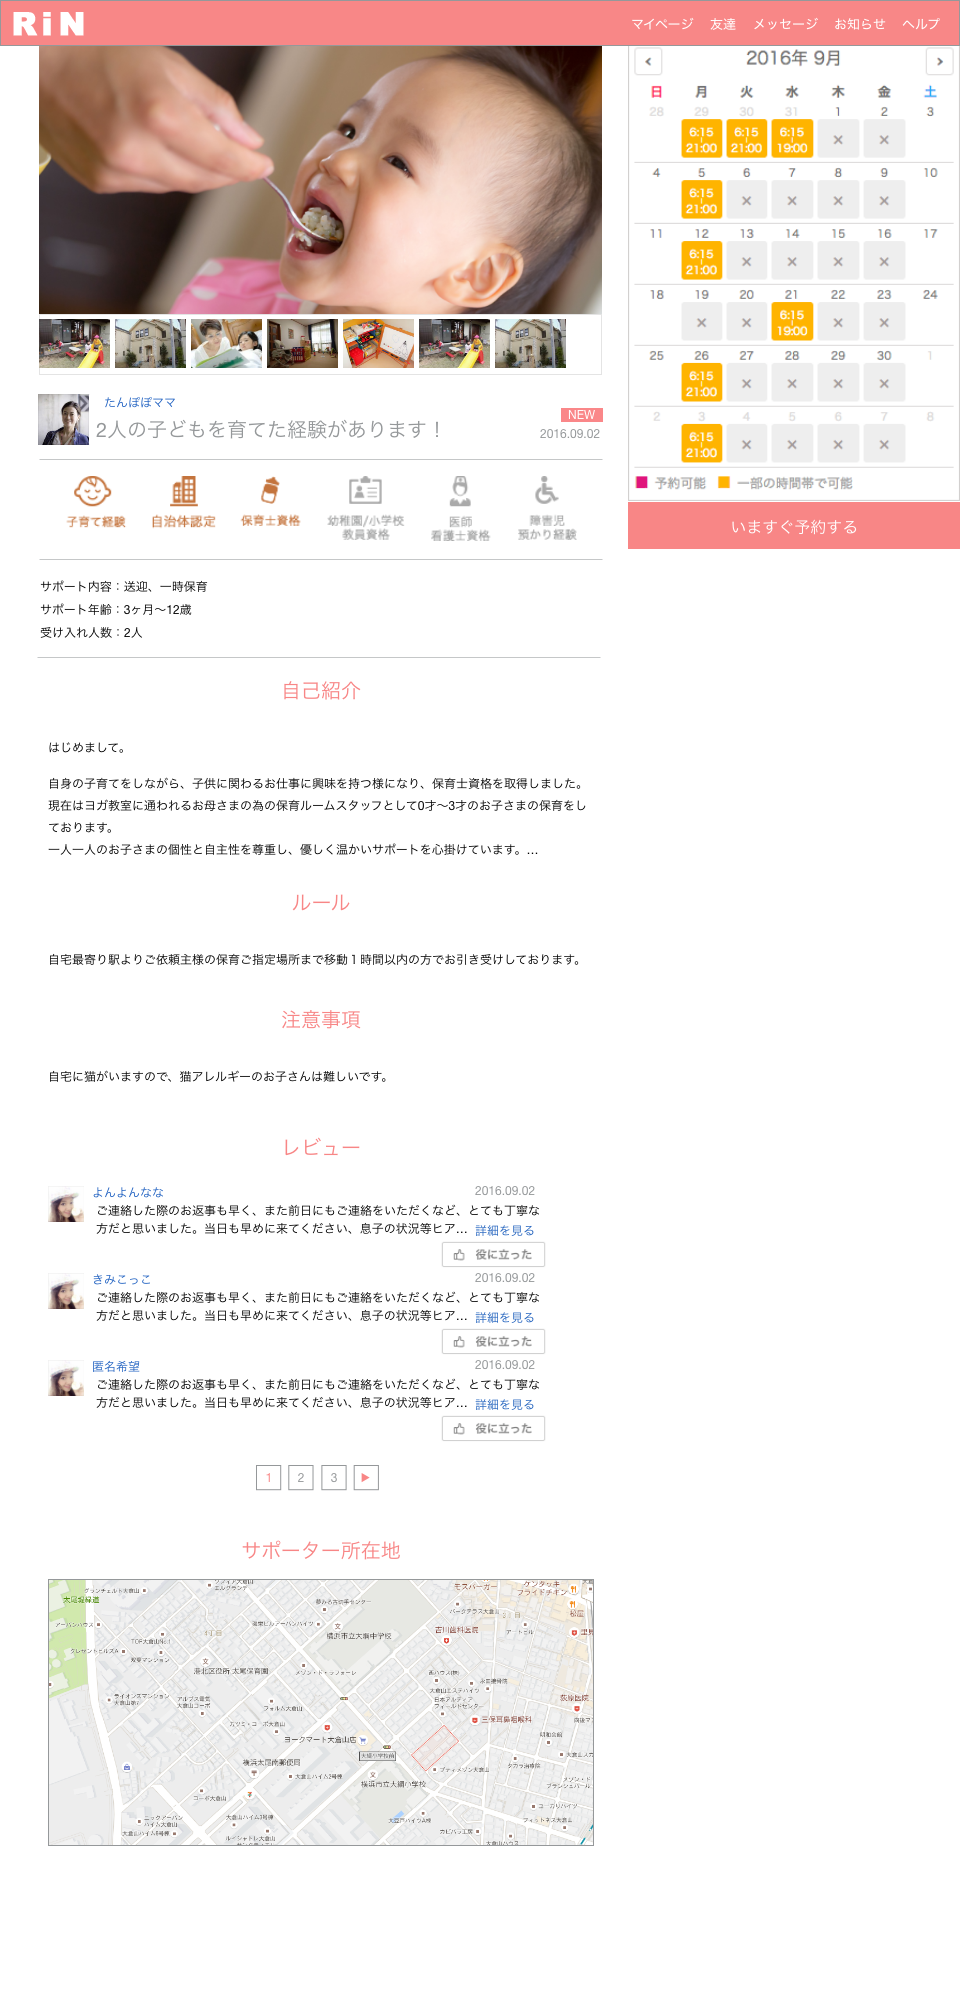 RiN
マイページ 友達 メッセージ お知らせ ヘルプ
2016年 9月
日 月 火 水 木 金 土
28 29 30 31 1 2 3
6:15 21:00 6:15 21:00 6:15 19:00 × ×
4 5 6 7 8 9 10
6:15 21:00 × × × ×
11 12 13 14 15 16 17
6:15 21:00 × × × ×
18 19 20 21 22 23 24
× × 6:15 19:00 × ×
25 26 27 28 29 30 1
6:15 21:00 × × × ×
2 3 4 5 6 7 8
6:15 21:00 × × × ×
予約可能 一部の時間帯で可能
いますぐ予約する
たんぽぽママ
2人の子どもを育てた経験があります！
NEW
2016.09.02
子育て経験
自治体認定
保育士資格
幼稚園/小学校
教員資格
医師
看護士資格
障害児
預かり経験
サポート内容：送迎、一時保育
サポート年齢：3ヶ月〜12歳
受け入れ人数：2人
自己紹介
はじめまして。
自身の子育てをしながら、子供に関わるお仕事に興味を持つ様になり、保育士資格を取得しました。
現在はヨガ教室に通われるお母さまの為の保育ルームスタッフとして0才〜3才のお子さまの保育をし
ております。
一人一人のお子さまの個性と自主性を尊重し、優しく温かいサポートを心掛けています。...
ルール
自宅最寄り駅よりご依頼主様の保育ご指定場所まで移動１時間以内の方でお引き受けしております。
注意事項
自宅に猫がいますので、猫アレルギーのお子さんは難しいです。
レビュー
よんよんなな 2016.09.02
ご連絡した際のお返事も早く、また前日にもご連絡をいただくなど、とても丁寧な
方だと思いました。当日も早めに来てください、息子の状況等ヒア... 詳細を見る
役に立った
きみこっこ 2016.09.02
ご連絡した際のお返事も早く、また前日にもご連絡をいただくなど、とても丁寧な
方だと思いました。当日も早めに来てください、息子の状況等ヒア... 詳細を見る
役に立った
匿名希望 2016.09.02
ご連絡した際のお返事も早く、また前日にもご連絡をいただくなど、とても丁寧な
方だと思いました。当日も早めに来てください、息子の状況等ヒア... 詳細を見る
役に立った
1 2 3
サポーター所在地
モスバーガー
ケンタッキー
フライドチキン
松屋
横浜市立大綱中学校
吉川歯科医院
港北区役所 太尾保育園
荻原医院
三保耳鼻咽喉科
ヨークマート大倉山店
横浜太尾南郵便局
横浜市立大綱小学校